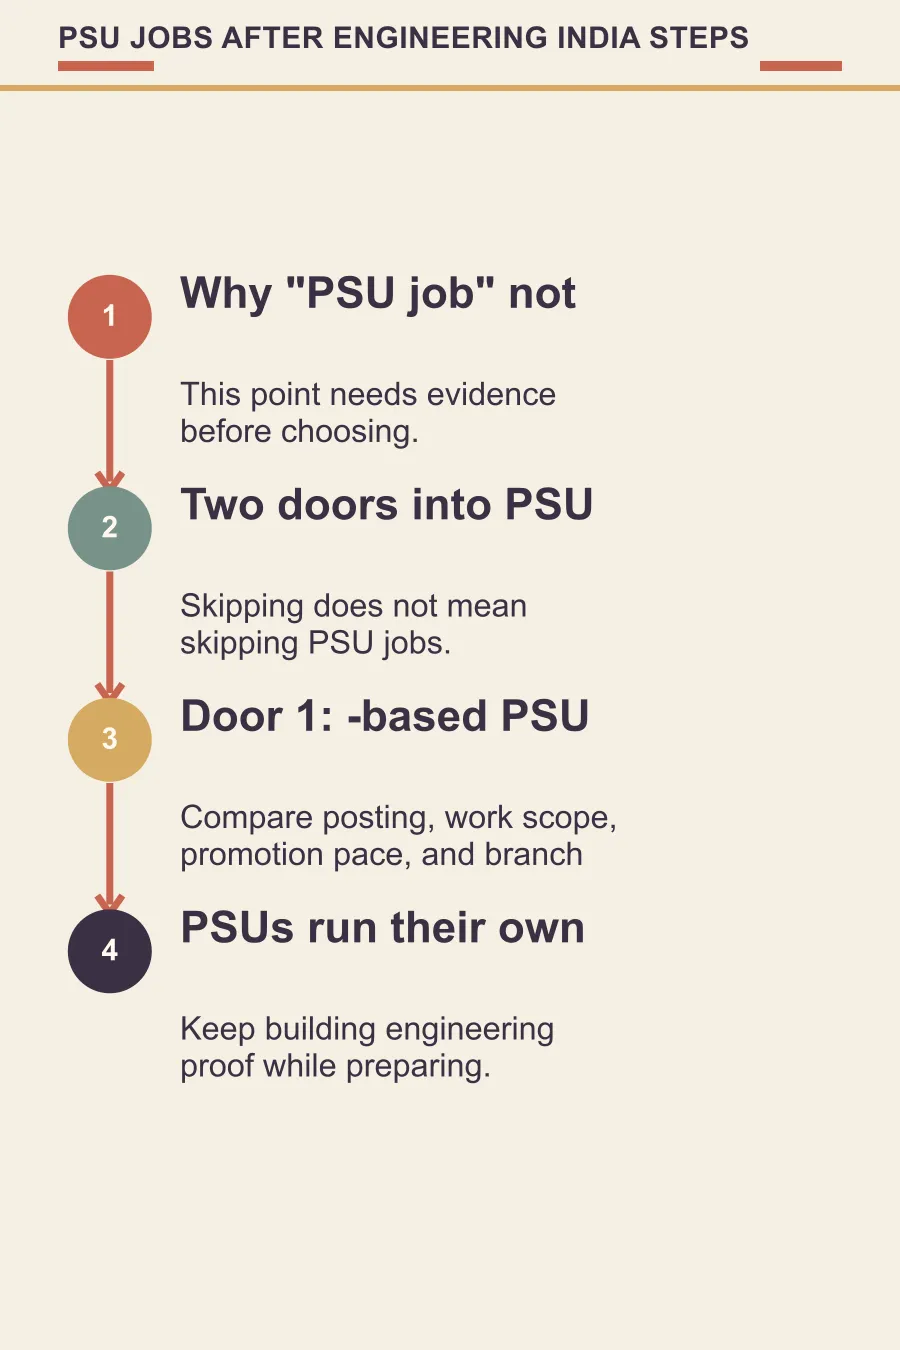 PSU JOBS AFTER ENGINEERING INDIA STEPS
1
Why "PSU job" not
This point needs evidence
before choosing.
2
Two doors into PSU
Skipping does not mean
skipping PSU jobs.
3
Door 1: -based PSU
Compare posting, work scope,
promotion pace, and branch
4
PSUs run their own
Keep building engineering
proof while preparing.